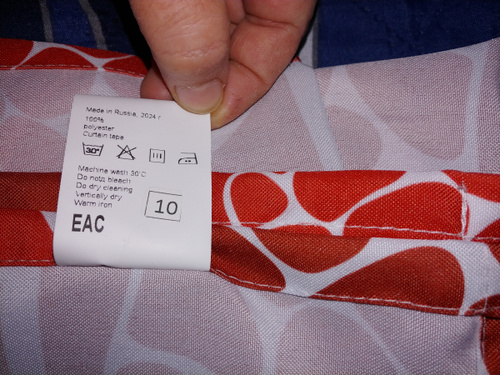 Made in Russia, 2024 г
100%
polyester
Curtain tape
30°
Machine wash 30'C
Do notь bleach
Do dry cleaning
Vertically dry
Warm iron
10
EAC